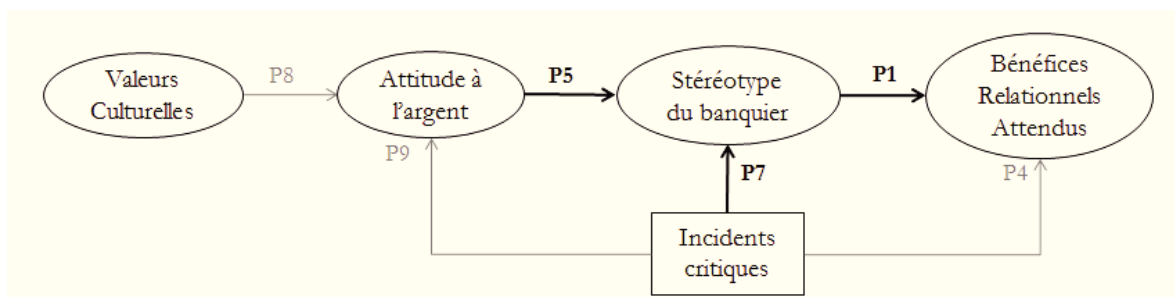 Valeurs
Culturelles
P8
Attitude à
l'argent
P5
Stéréotype
du banquier
P1
Bénéfices
Relationnels
Attendus
P9
P7
P4
Incidents
critiques